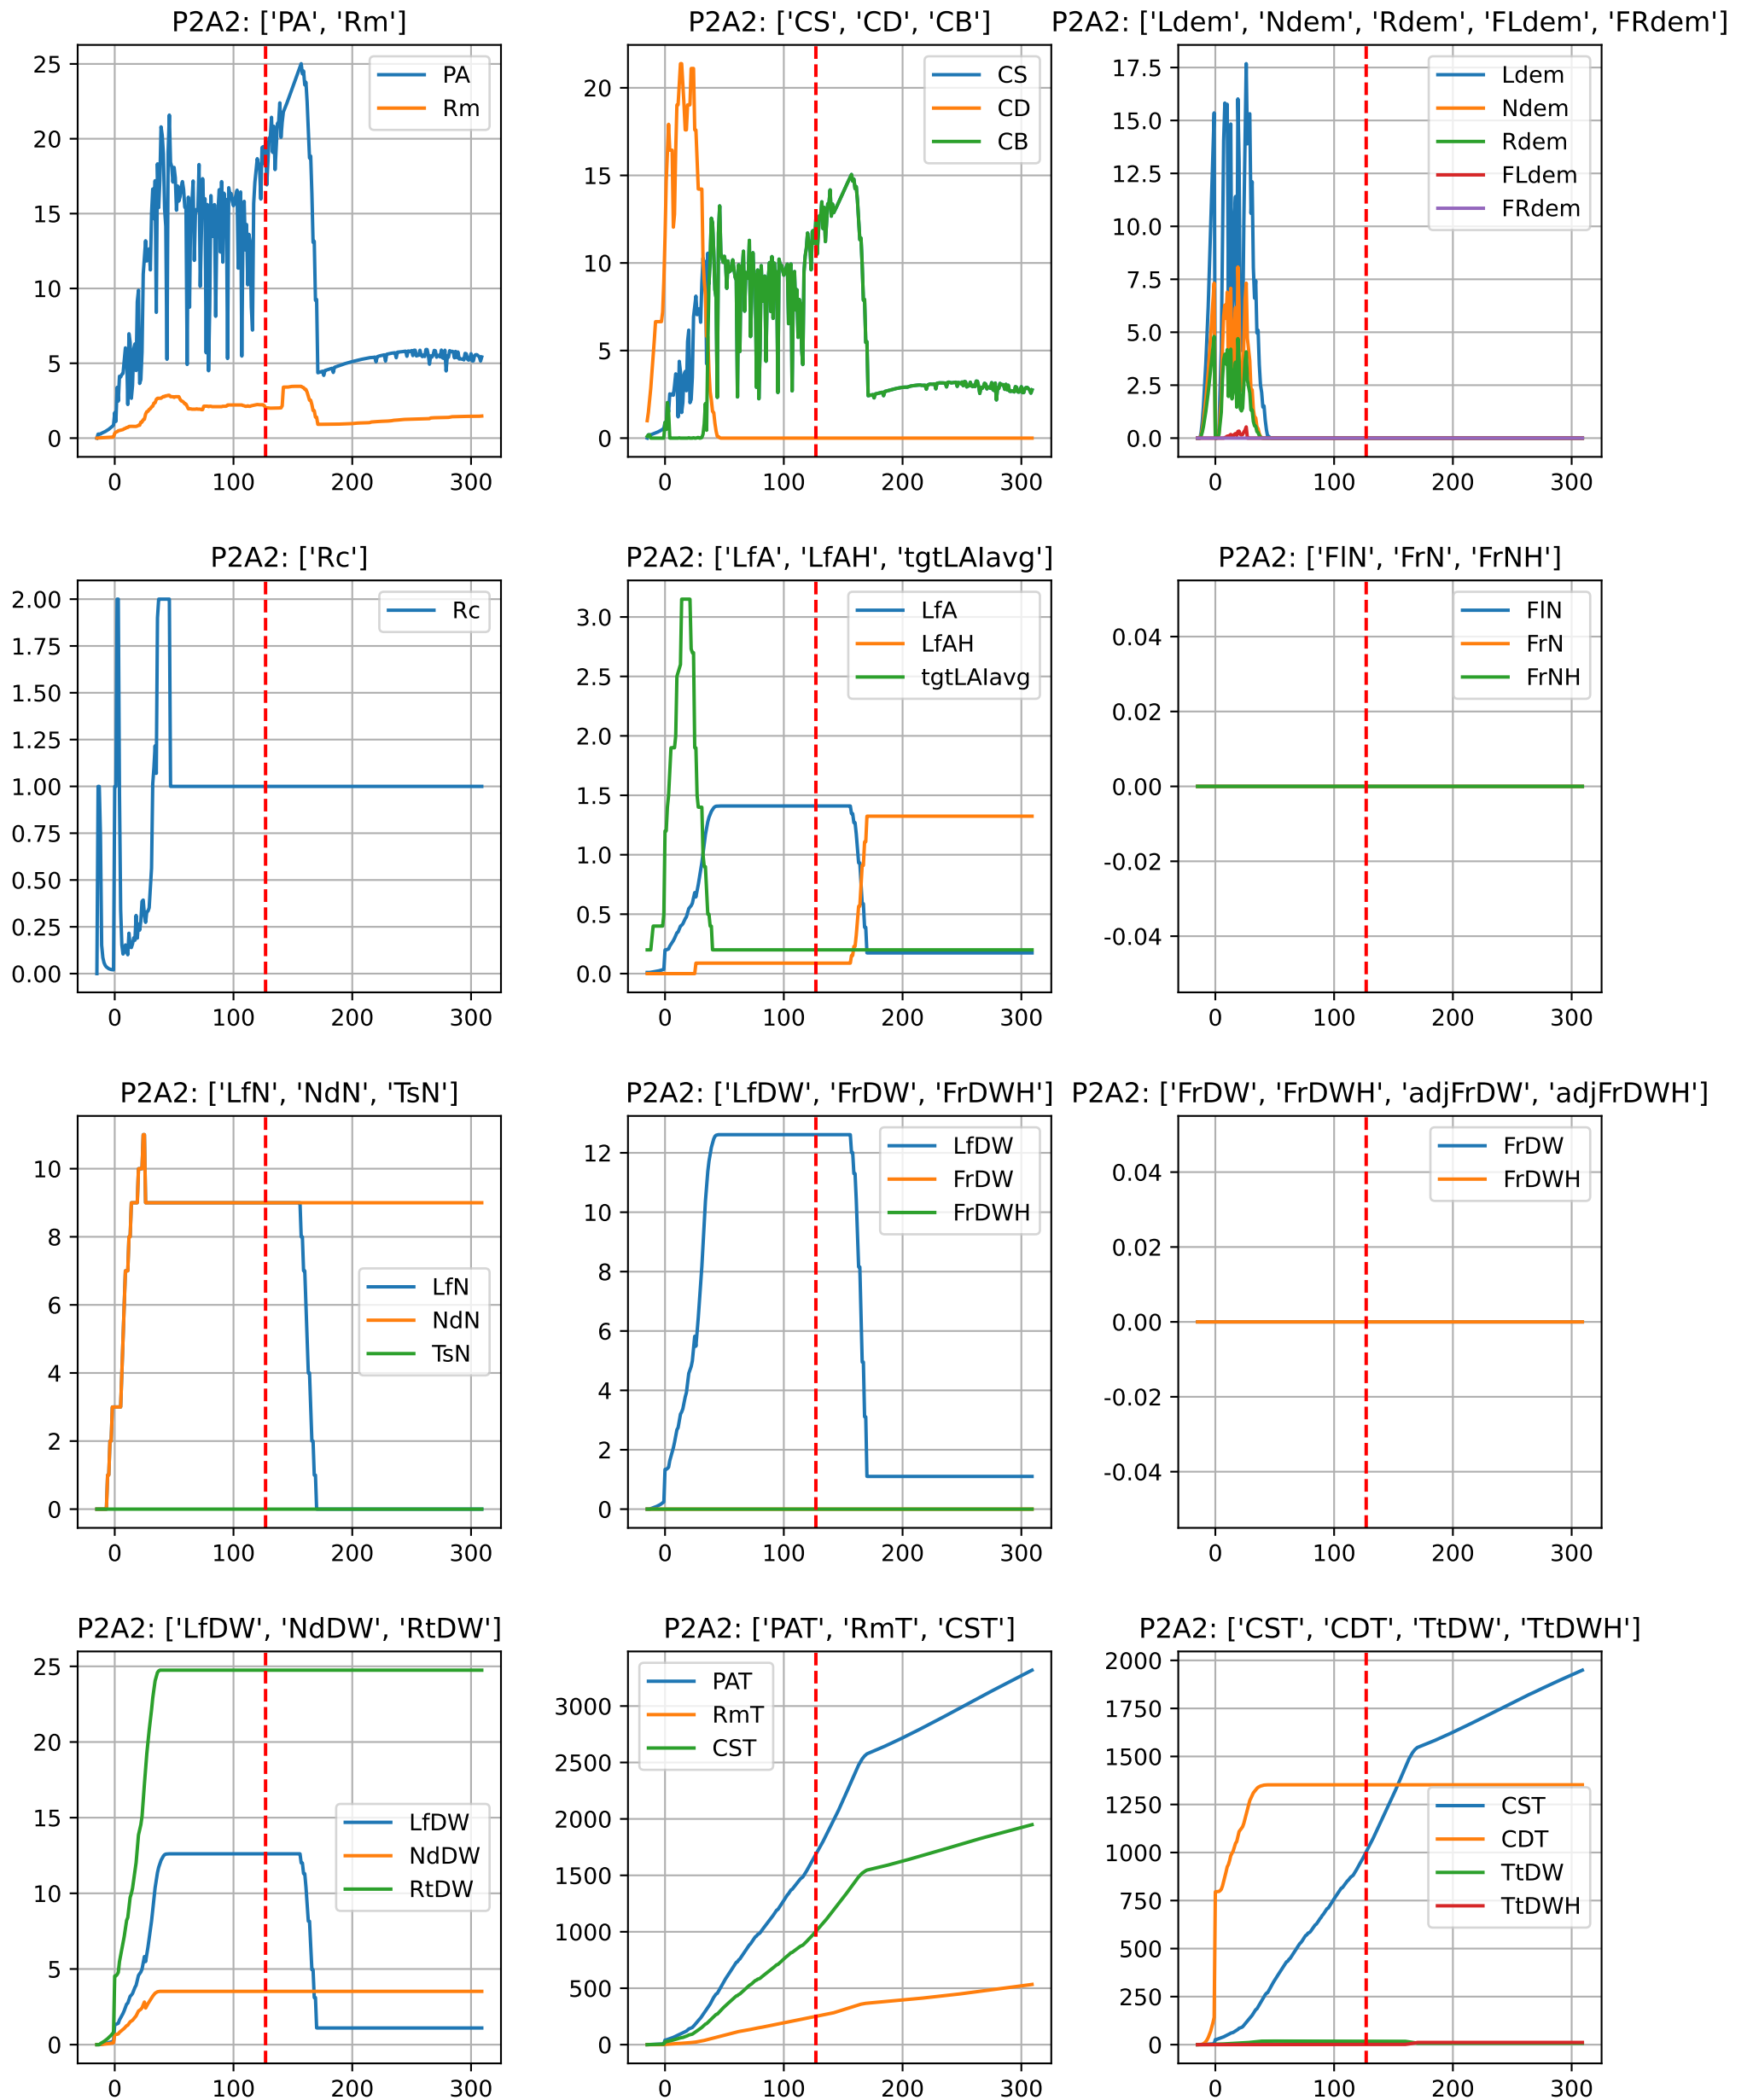 P2A2: ['PA', 'Rm']
25
20
15
10
5
0
0 100 200 300
PA
Rm
P2A2: ['CS', 'CD', 'CB']
20
15
10
5
0
0 100 200 300
CS
CD
CB
P2A2: ['Ldem', 'Ndem', 'Rdem', 'FLdem', 'FRdem']
17.5
15.0
12.5
10.0
7.5
5.0
2.5
0.0
0 100 200 300
Ldem
Ndem
Rdem
FLdem
FRdem
P2A2: ['Rc']
2.00
1.75
1.50
1.25
1.00
0.75
0.50
0.25
0.00
0 100 200 300
Rc
P2A2: ['LfA', 'LfAH', 'tgtLAIavg']
3.0
2.5
2.0
1.5
1.0
0.5
0.0
0 100 200 300
LfA
LfAH
tgtLAIavg
P2A2: ['FlN', 'FrN', 'FrNH']
0.04
0.02
0.00
-0.02
-0.04
0 100 200 300
FlN
FrN
FrNH
P2A2: ['LfN', 'NdN', 'TsN']
10
8
6
4
2
0
0 100 200 300
LfN
NdN
TsN
P2A2: ['LfDW', 'FrDW', 'FrDWH']
12
10
8
6
4
2
0
0 100 200 300
LfDW
FrDW
FrDWH
P2A2: ['FrDW', 'FrDWH', 'adjFrDW', 'adjFrDWH']
0.04
0.02
0.00
-0.02
-0.04
0 100 200 300
FrDW
FrDWH
P2A2: ['LfDW', 'NdDW', 'RtDW']
25
20
15
10
5
0
0 100 200 300
LfDW
NdDW
RtDW
P2A2: ['PAT', 'RmT', 'CST']
3000
2500
2000
1500
1000
500
0
0 100 200 300
PAT
RmT
CST
P2A2: ['CST', 'CDT', 'TtDW', 'TtDWH']
2000
1750
1500
1250
1000
750
500
250
0
0 100 200 300
CST
CDT
TtDW
TtDWH